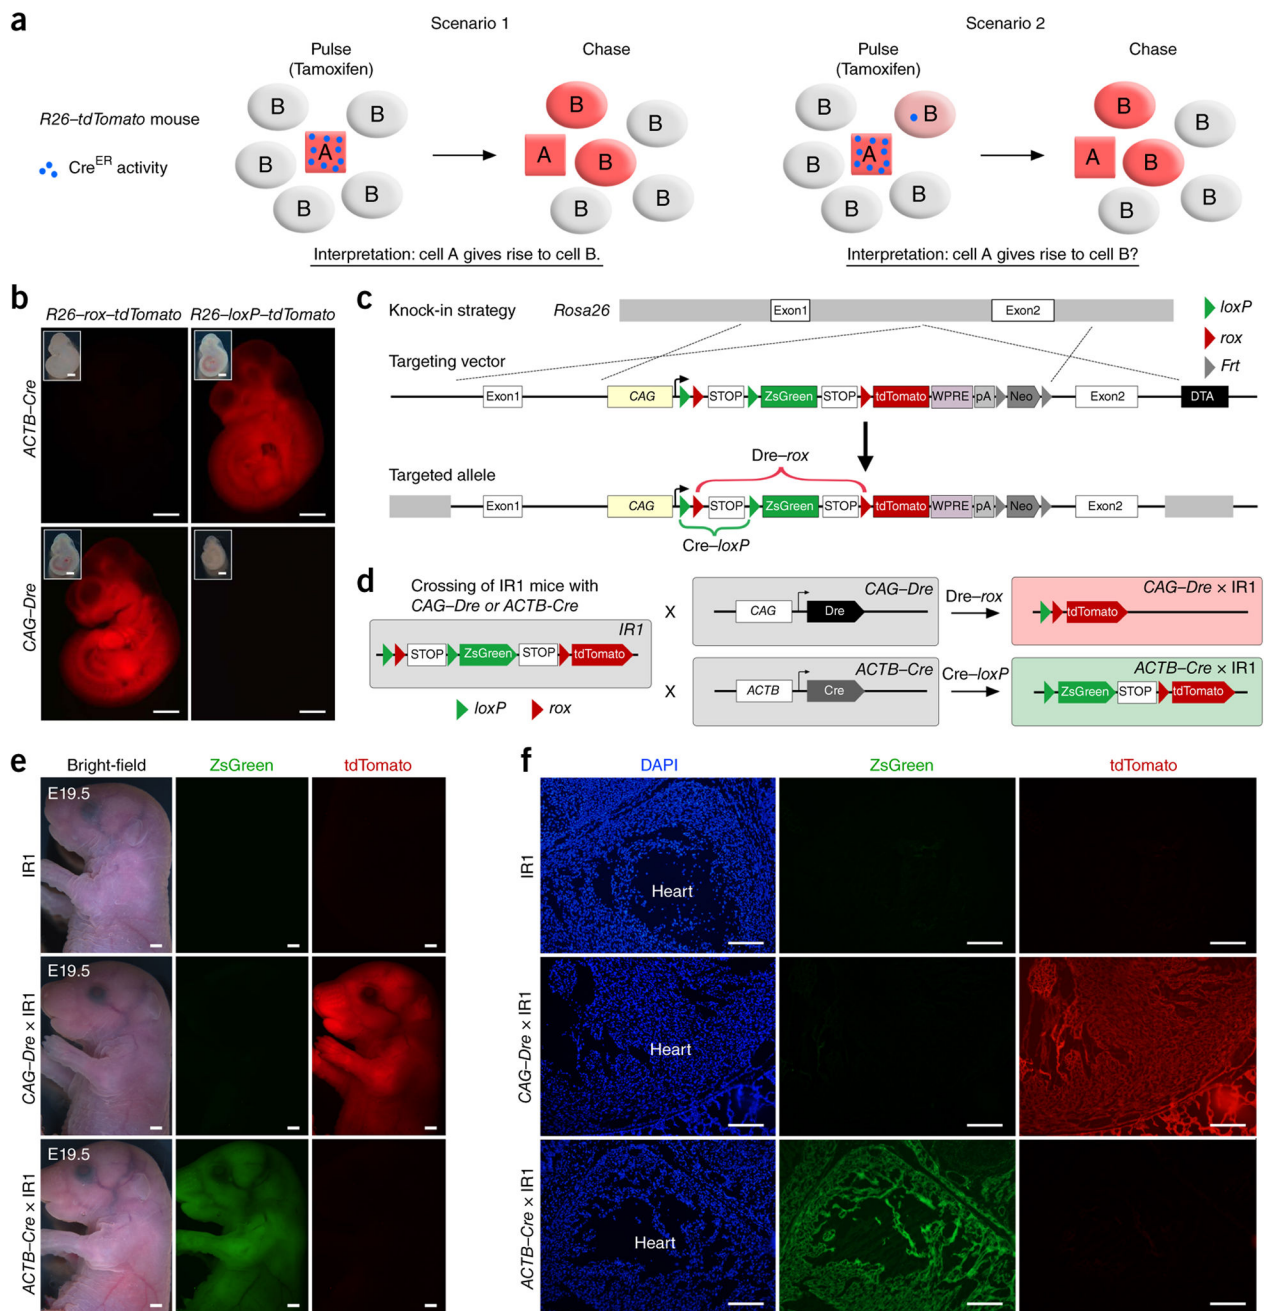 a
Scenario 1
Scenario 2
Pulse
(Tamoxifen)
Chase
Pulse
(Tamoxifen)
Chase
R26–tdTomato mouse
Cre^ER activity
B
B
B
A
B
B
B
B
A
B
B
B
B
B
B
A
B
B
B
B
A
B
B
B
Interpretation: cell A gives rise to cell B.
Interpretation: cell A gives rise to cell B?
b
R26–rox–tdTomato
R26–loxP–tdTomato
ACTB–Cre
CAG–Dre
c
Knock-in strategy
Rosa26
Exon1
Exon2
loxP
rox
Frt
Targeting vector
Exon1
CAG
STOP
ZsGreen
STOP
tdTomato
WPRE
pA
Neo
Exon2
DTA
Dre–rox
Targeted allele
Exon1
CAG
STOP
ZsGreen
STOP
tdTomato
WPRE
pA
Neo
Exon2
Cre–loxP
d
Crossing of IR1 mice with
CAG–Dre or ACTB-Cre
IR1
STOP
ZsGreen
STOP
tdTomato
loxP
rox
X
CAG–Dre
CAG
Dre
Dre–rox
CAG–Dre × IR1
tdTomato
X
ACTB–Cre
ACTB
Cre
Cre–loxP
ACTB–Cre × IR1
ZsGreen
STOP
tdTomato
e
Bright-field
ZsGreen
tdTomato
IR1
E19.5
CAG–Dre × IR1
E19.5
ACTB–Cre × IR1
E19.5
f
DAPI
ZsGreen
tdTomato
IR1
Heart
CAG–Dre × IR1
Heart
ACTB–Cre × IR1
Heart